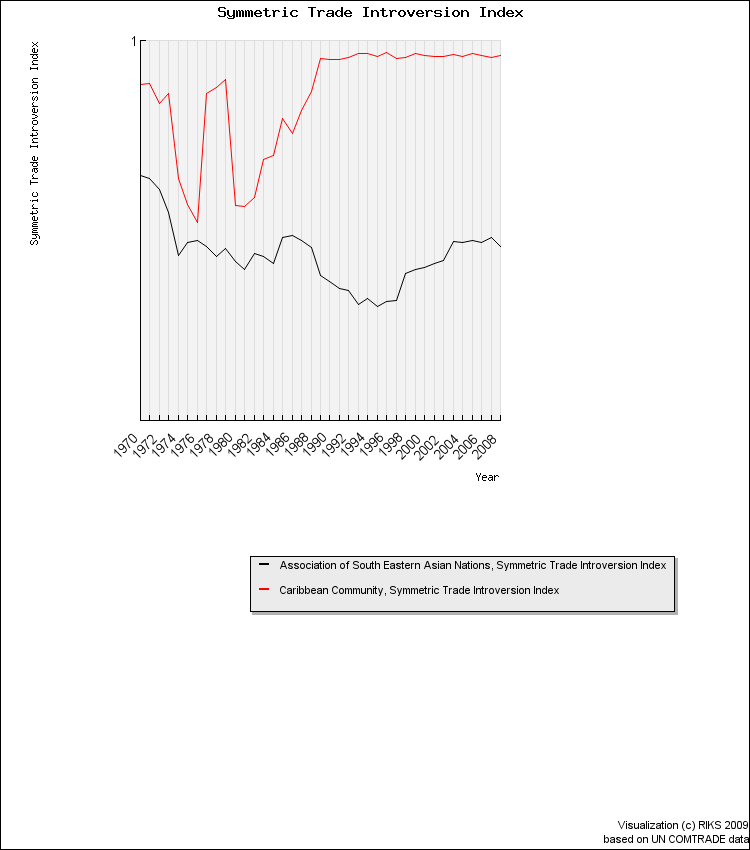 Symmetric Trade Introversion Index
1
Symmetric Trade Introversion Index
1970 1972 1974 1976 1978 1980 1982 1984 1986 1988 1990 1992 1994 1996 1998 2000 2002 2004 2006 2008
Year
Association of South Eastern Asian Nations, Symmetric Trade Introversion Index
Caribbean Community, Symmetric Trade Introversion Index
Visualization (c) RIKS 2009
based on UN COMTRADE data